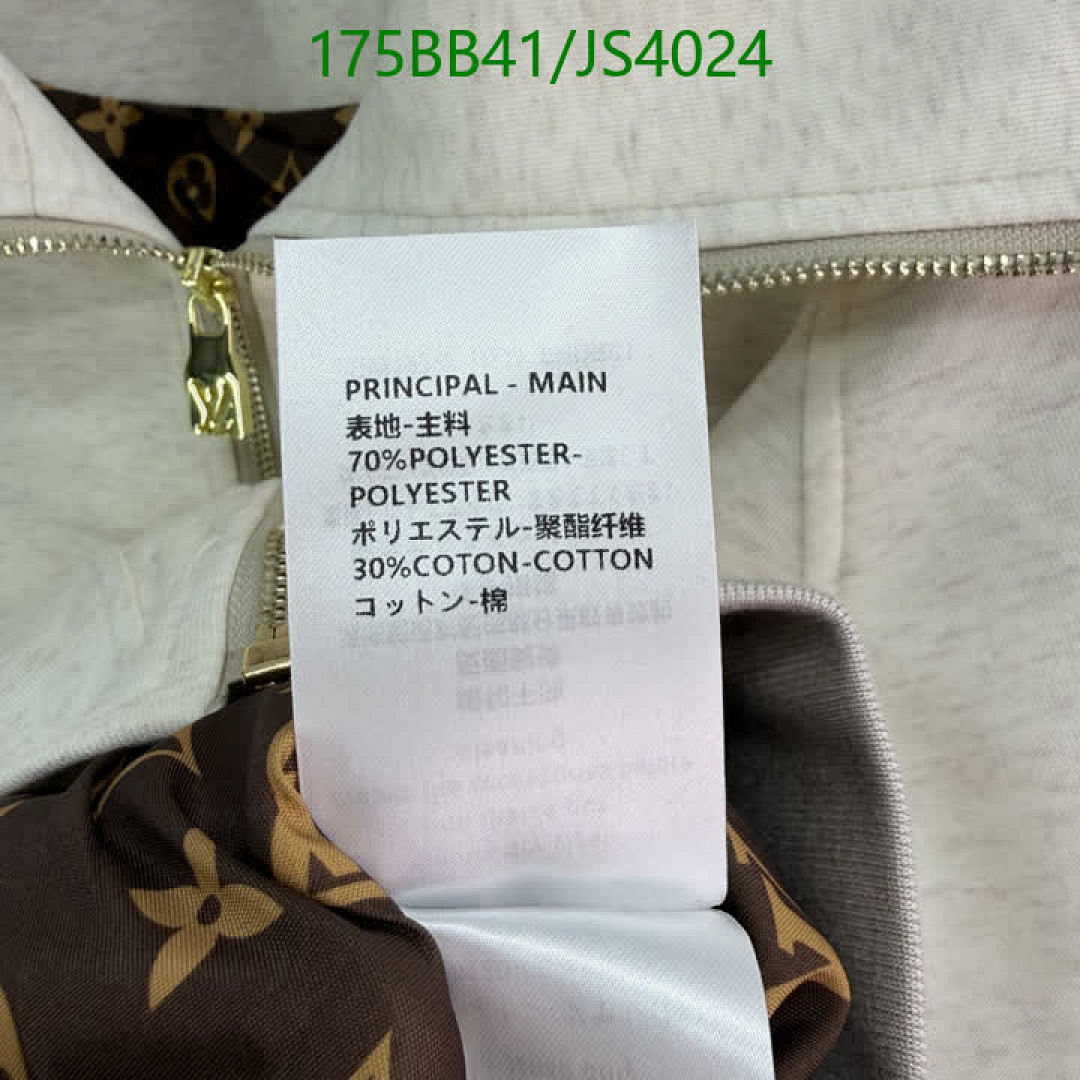 175BB41/JS4024
PRINCIPAL - MAIN
表地-主料
70%POLYESTER-
POLYESTER
ポリエステル-聚酯纤维
30%COTON-COTTON
コットン-棉